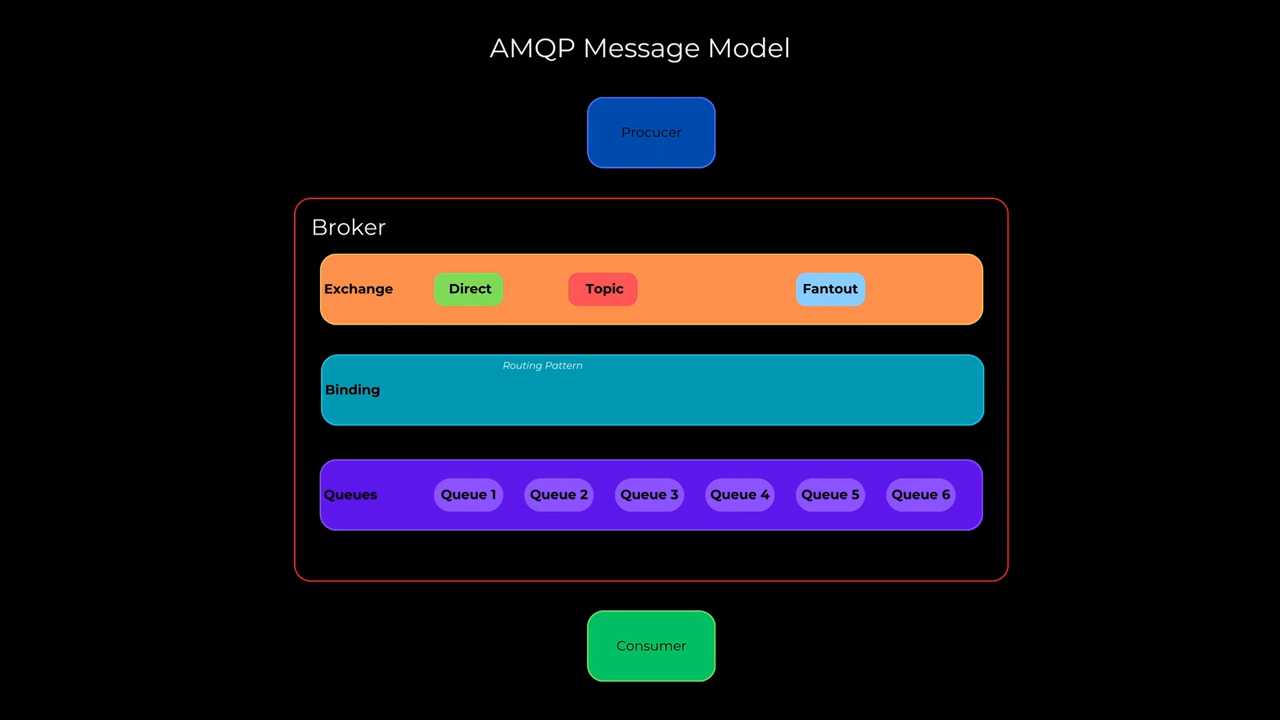 AMQP Message Model
Procucer
Broker
Exchange
Direct
Topic
Fantout
Routing Pattern
Binding
Queues
Queue 1
Queue 2
Queue 3
Queue 4
Queue 5
Queue 6
Consumer